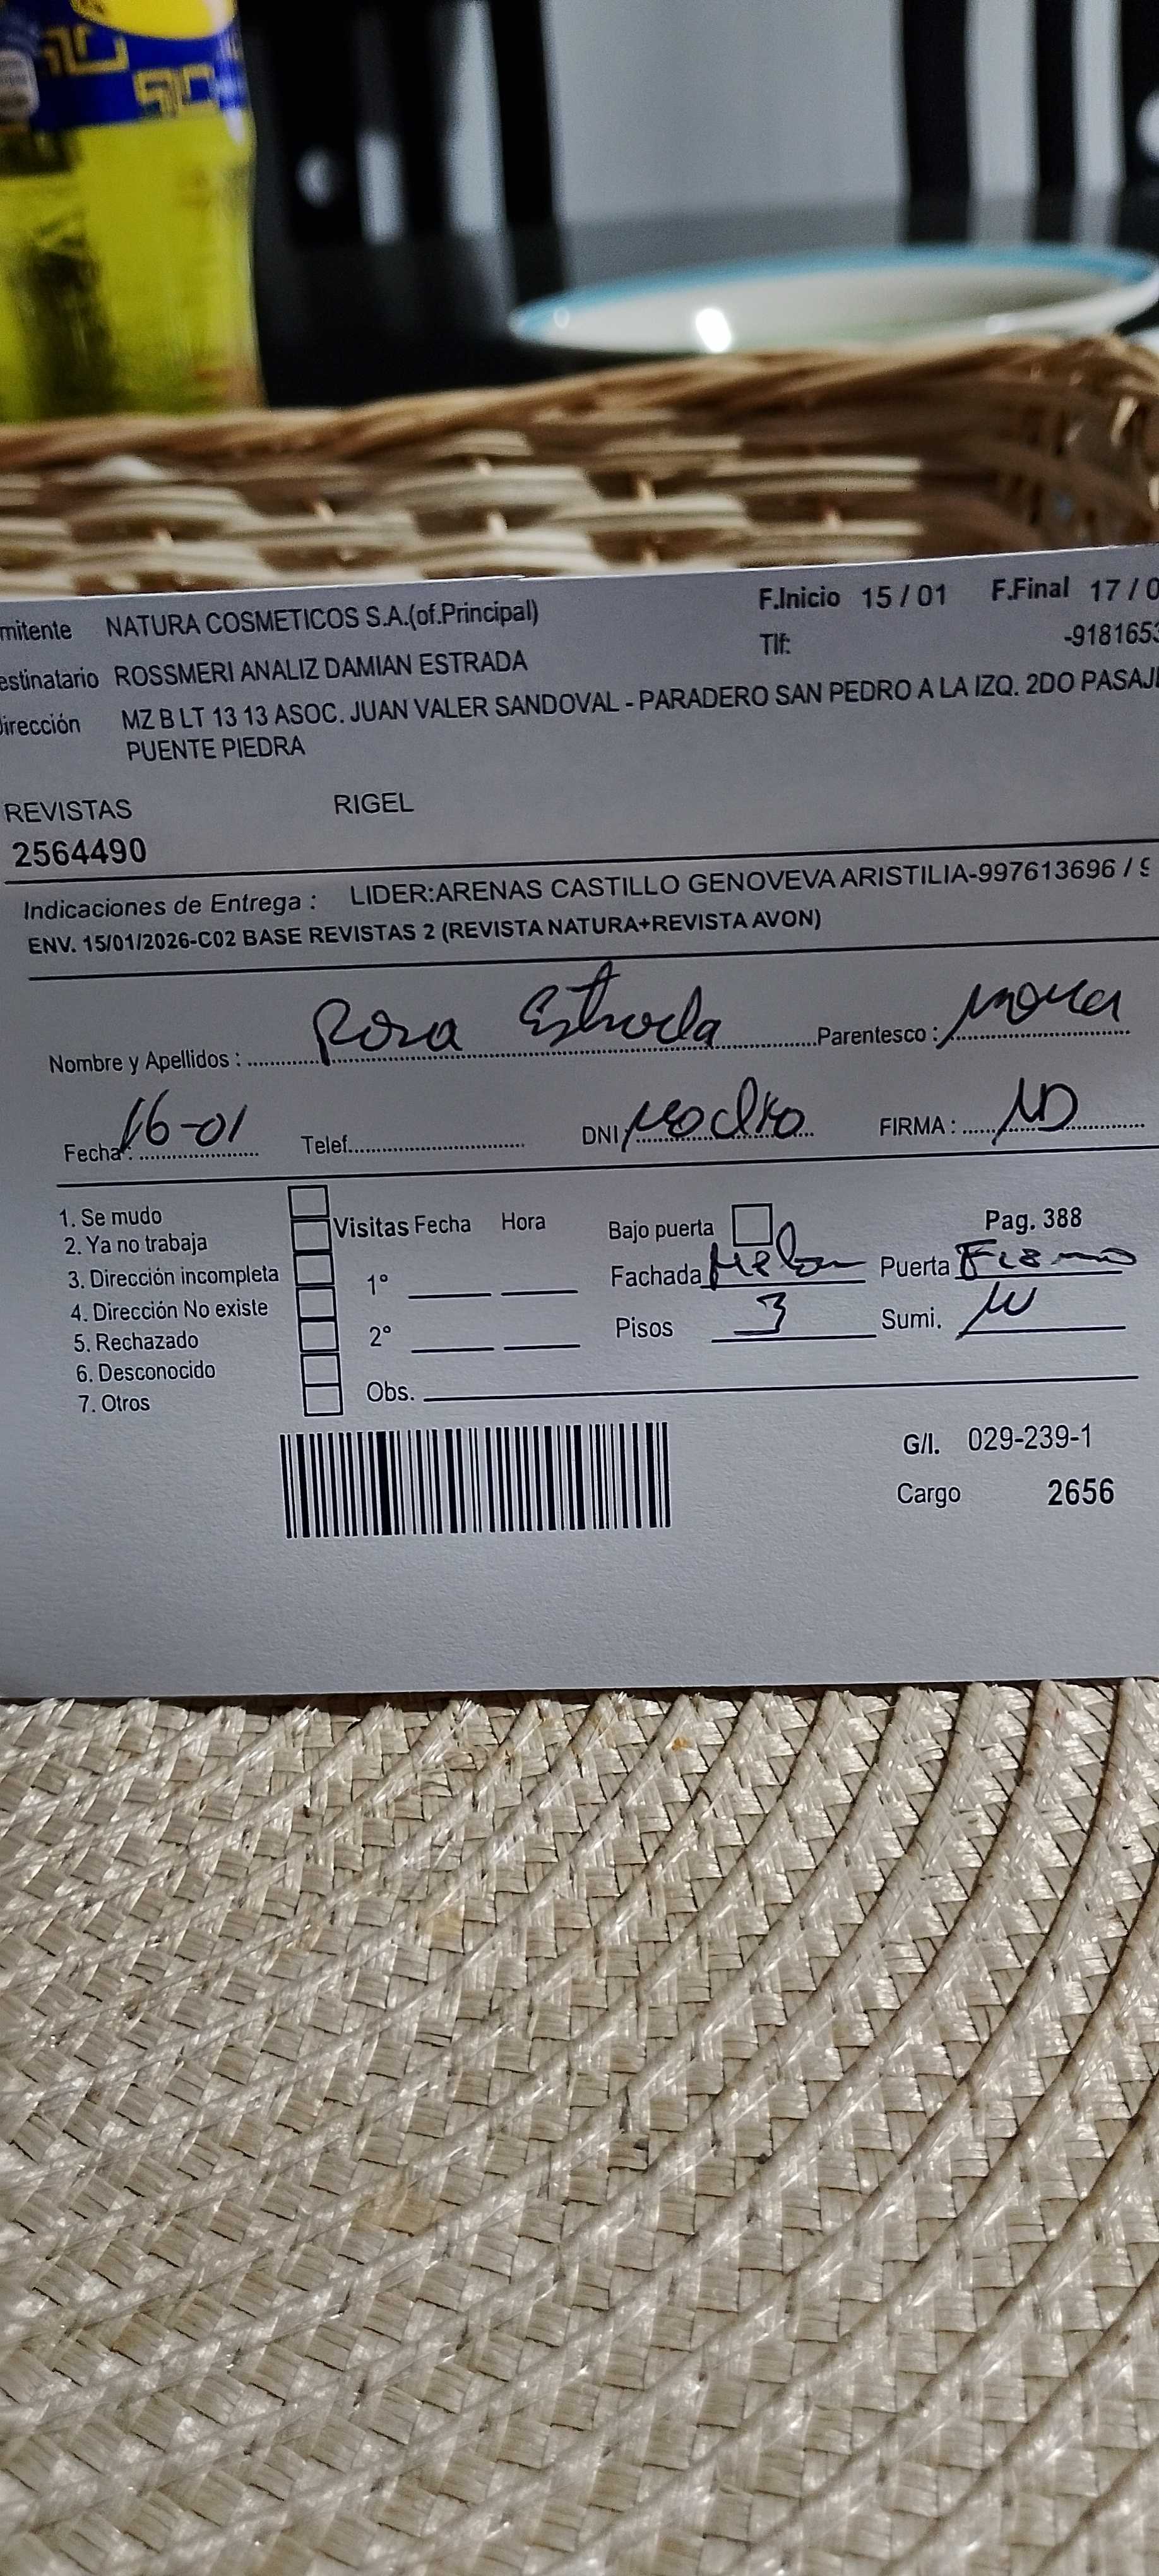 mitente NATURA COSMETICOS S.A.(of.Principal) F.Inicio 15 / 01 F.Final 17 / 0
Tlf: -9181653
estinatario ROSSMERI ANALIZ DAMIAN ESTRADA
irección MZ B LT 13 13 ASOC. JUAN VALER SANDOVAL - PARADERO SAN PEDRO A LA IZQ. 2DO PASAJE
PUENTE PIEDRA
REVISTAS RIGEL
2564490
Indicaciones de Entrega : LIDER:ARENAS CASTILLO GENOVEVA ARISTILIA-997613696 / 9
ENV. 15/01/2026-C02 BASE REVISTAS 2 (REVISTA NATURA+REVISTA AVON)
Nombre y Apellidos : Rosa Estrada Parentesco :
Fecha : 16-01 Telef. DNI FIRMA :
1. Se mudo
2. Ya no trabaja
3. Dirección incompleta
4. Dirección No existe
5. Rechazado
6. Desconocido
7. Otros
Visitas Fecha Hora
1°
2°
Obs.
Bajo puerta Pag. 388
Fachada Puerta
Pisos 3 Sumi.
G/I. 029-239-1
Cargo 2656